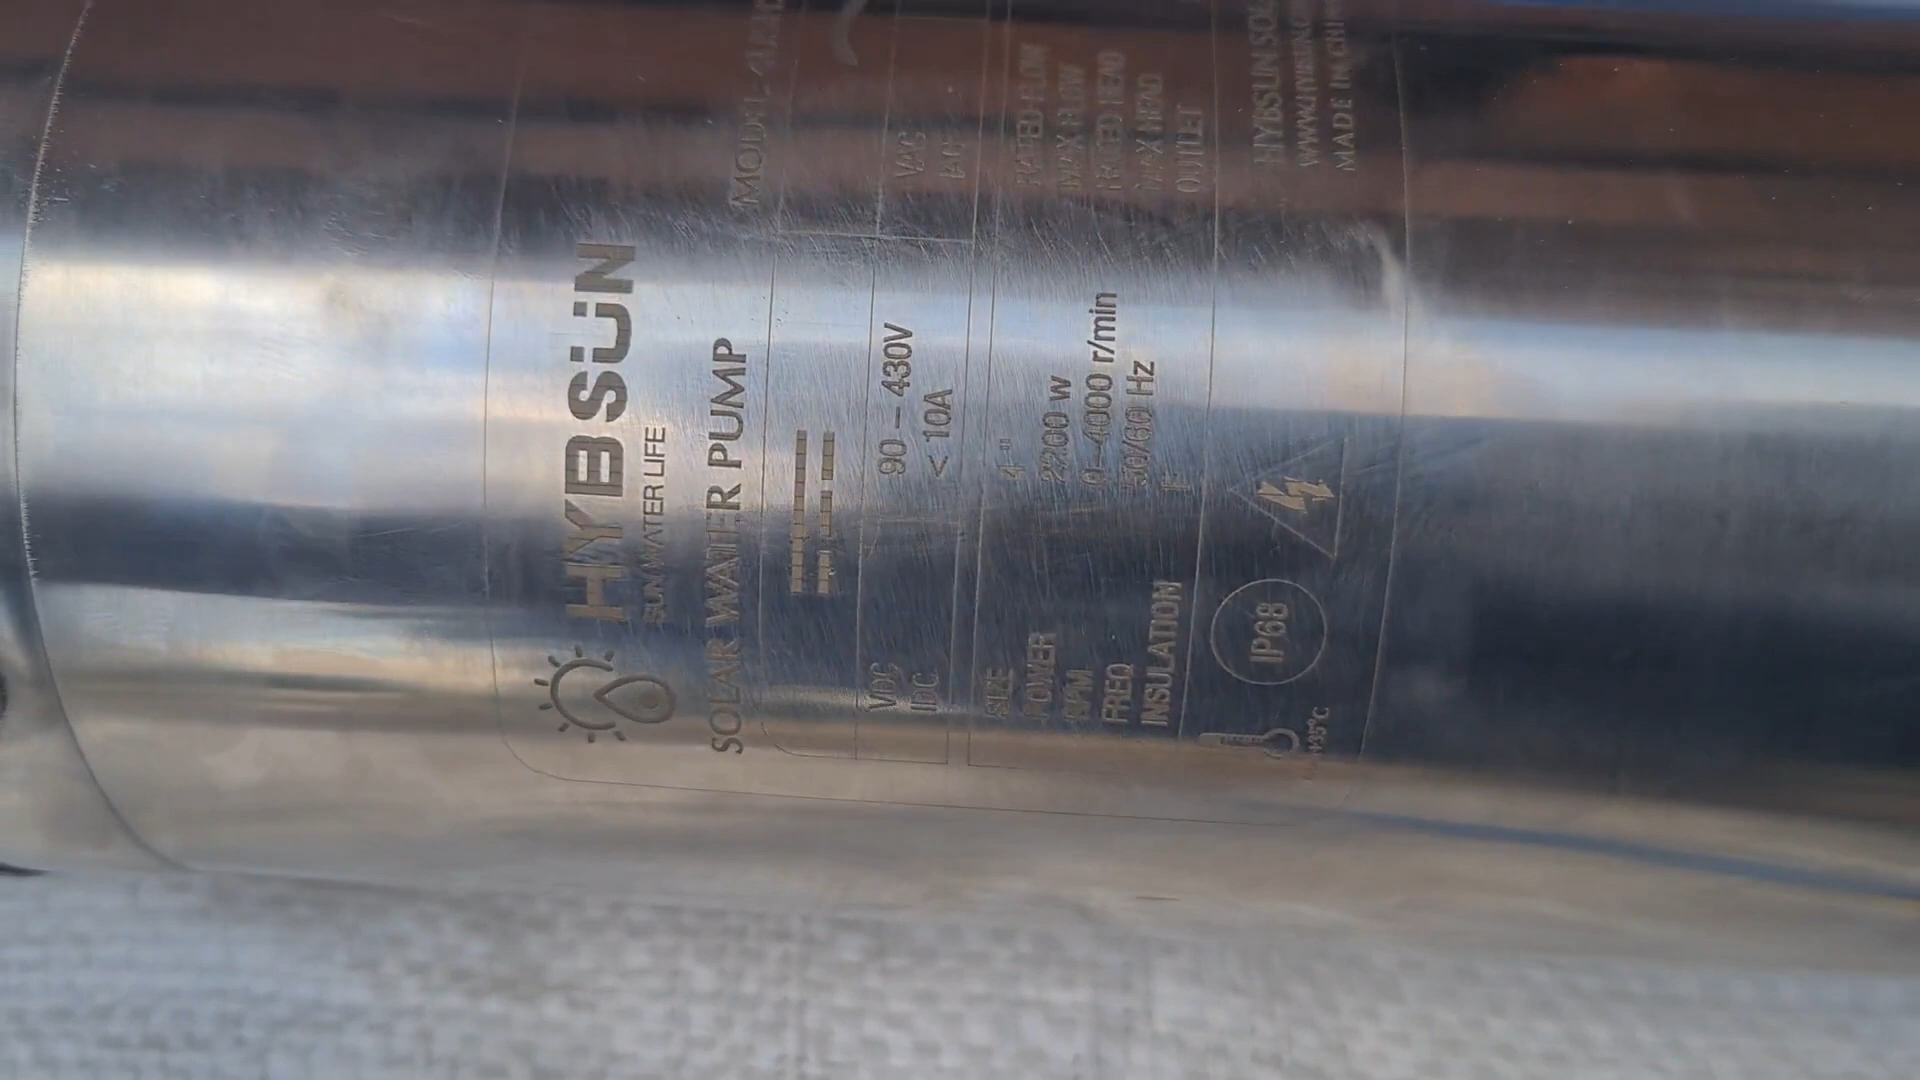 HYBSÜN
SUN WATER LIFE
SOLAR WATER PUMP
MODEL
VDC 90 – 430V
IDC < 10A
VAC
IAC
SIZE 4 "
POWER 2200 w
RPM 0–4000 r/min
FREQ 50/60 Hz
INSULATION F
RATED FLOW
MAX FLOW
RATED HEAD
MAX HEAD
OUTLET
IP68
+35°C
HYBSUN
MADE IN